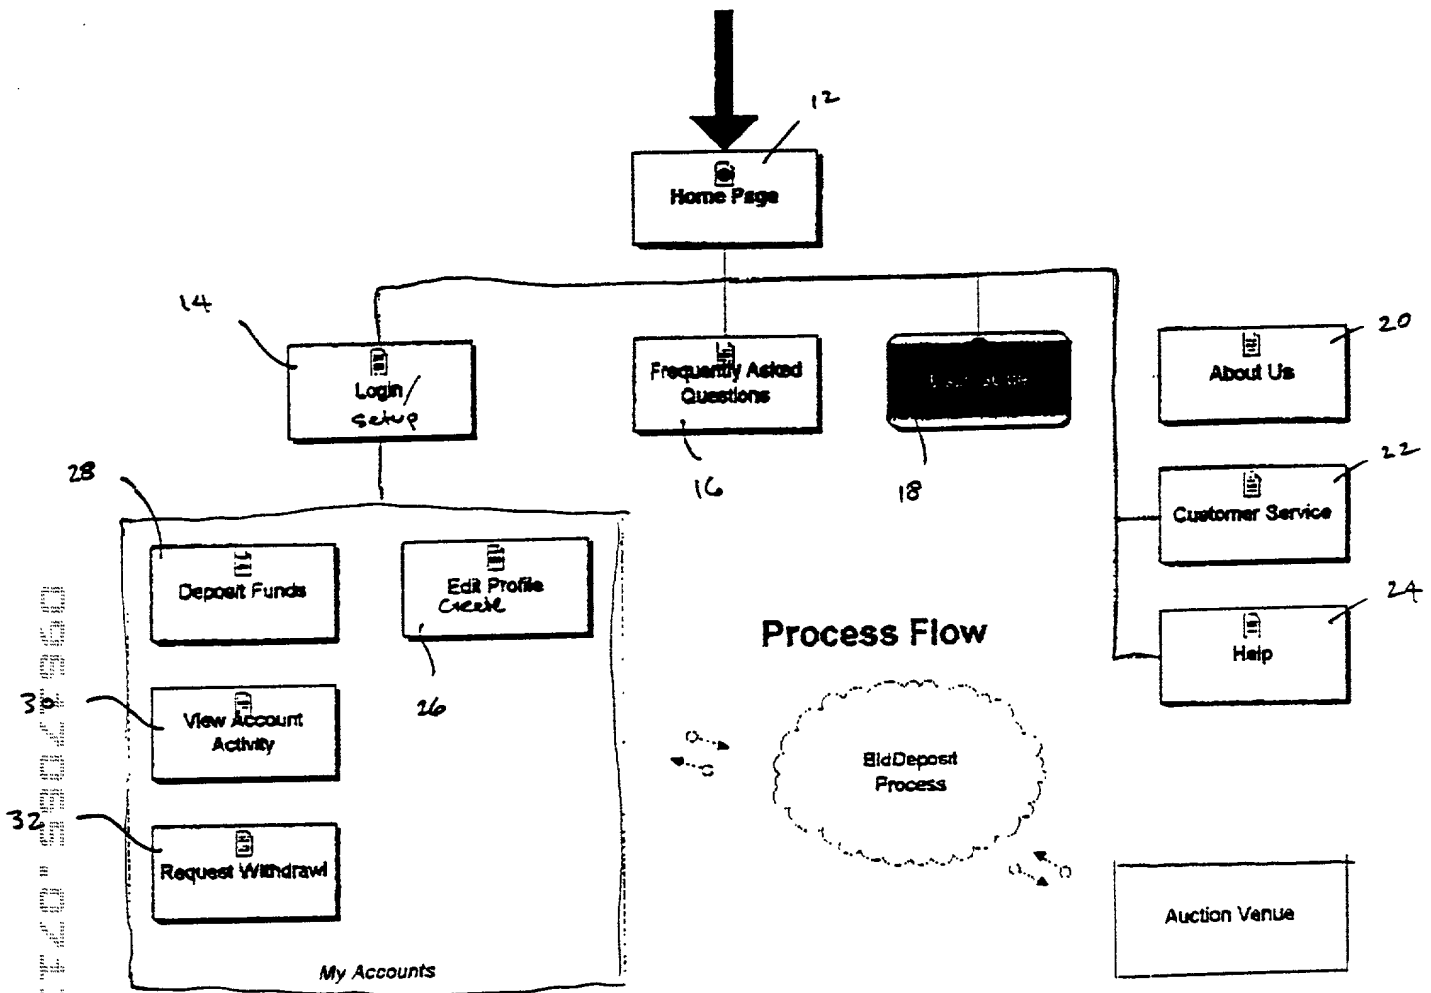 12
Home Page
14
Login/
setup
Frequently Asked
Questions
16
18
20
About Us
22
Customer Service
24
Help
28
Deposit Funds
Edit Profile
Create
26
30
View Account
Activity
32
Request Withdrawl
My Accounts
Process Flow
BidDeposit
Process
Auction Venue